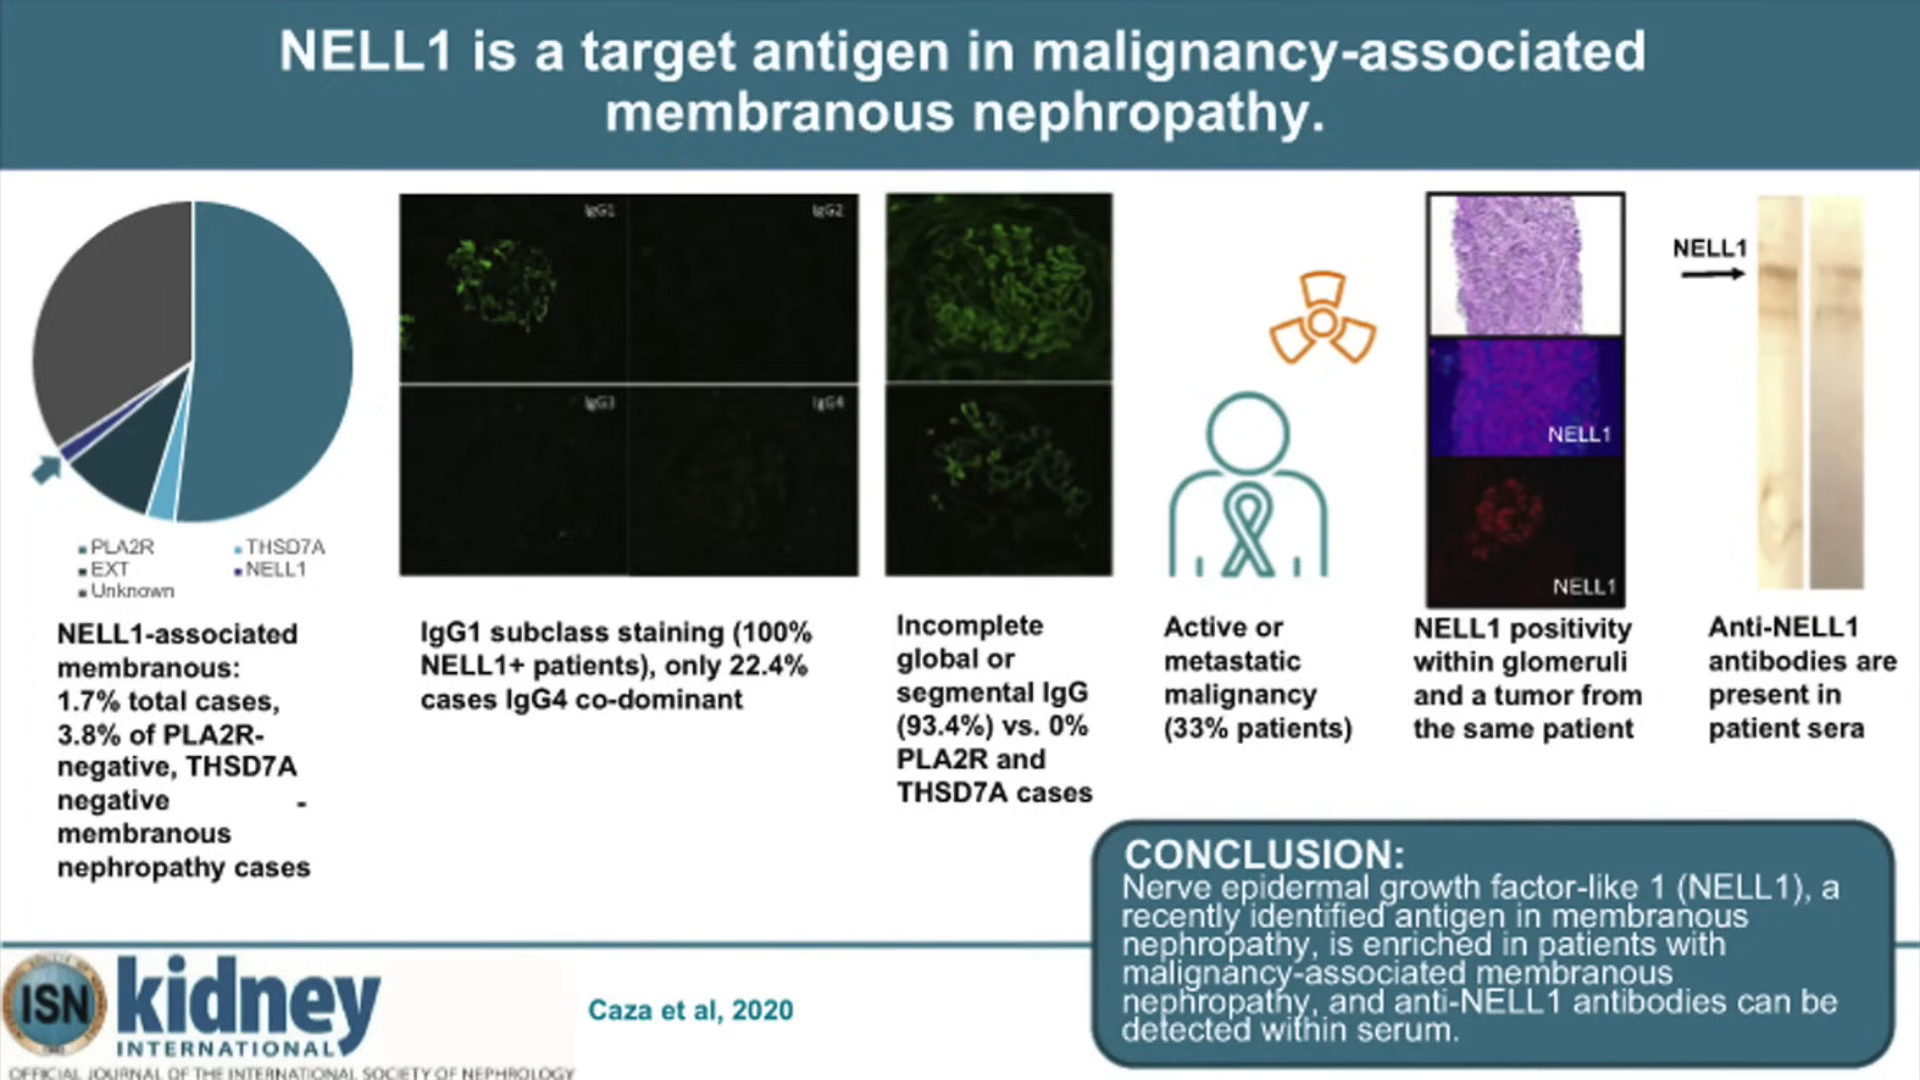 NELL1 is a target antigen in malignancy-associated
membranous nephropathy.
PLA2R
THSD7A
EXT
NELL1
Unknown
NELL1-associated
membranous:
1.7% total cases,
3.8% of PLA2R-
negative, THSD7A
negative -
membranous
nephropathy cases
IgG1
IgG2
IgG3
IgG4
IgG1 subclass staining (100%
NELL1+ patients), only 22.4%
cases IgG4 co-dominant
Incomplete
global or
segmental IgG
(93.4%) vs. 0%
PLA2R and
THSD7A cases
Active or
metastatic
malignancy
(33% patients)
NELL1
NELL1
NELL1 positivity
within glomeruli
and a tumor from
the same patient
NELL1
Anti-NELL1
antibodies are
present in
patient sera
CONCLUSION:
Nerve epidermal growth factor-like 1 (NELL1), a
recently identified antigen in membranous
nephropathy, is enriched in patients with
malignancy-associated membranous
nephropathy, and anti-NELL1 antibodies can be
detected within serum.
ISN
kidney
INTERNATIONAL
OFFICIAL JOURNAL OF THE INTERNATIONAL SOCIETY OF NEPHROLOGY
Caza et al, 2020